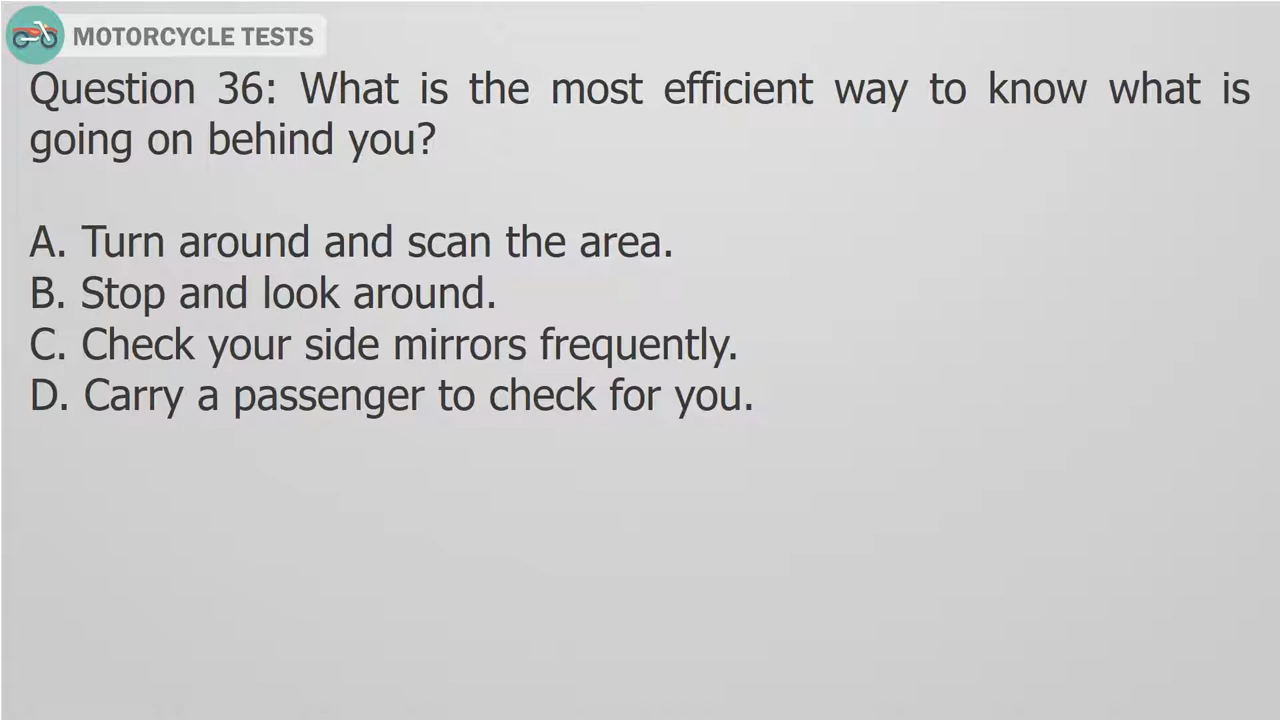 MOTORCYCLE TESTS
Question 36: What is the most efficient way to know what is
going on behind you?
A. Turn around and scan the area.
B. Stop and look around.
C. Check your side mirrors frequently.
D. Carry a passenger to check for you.